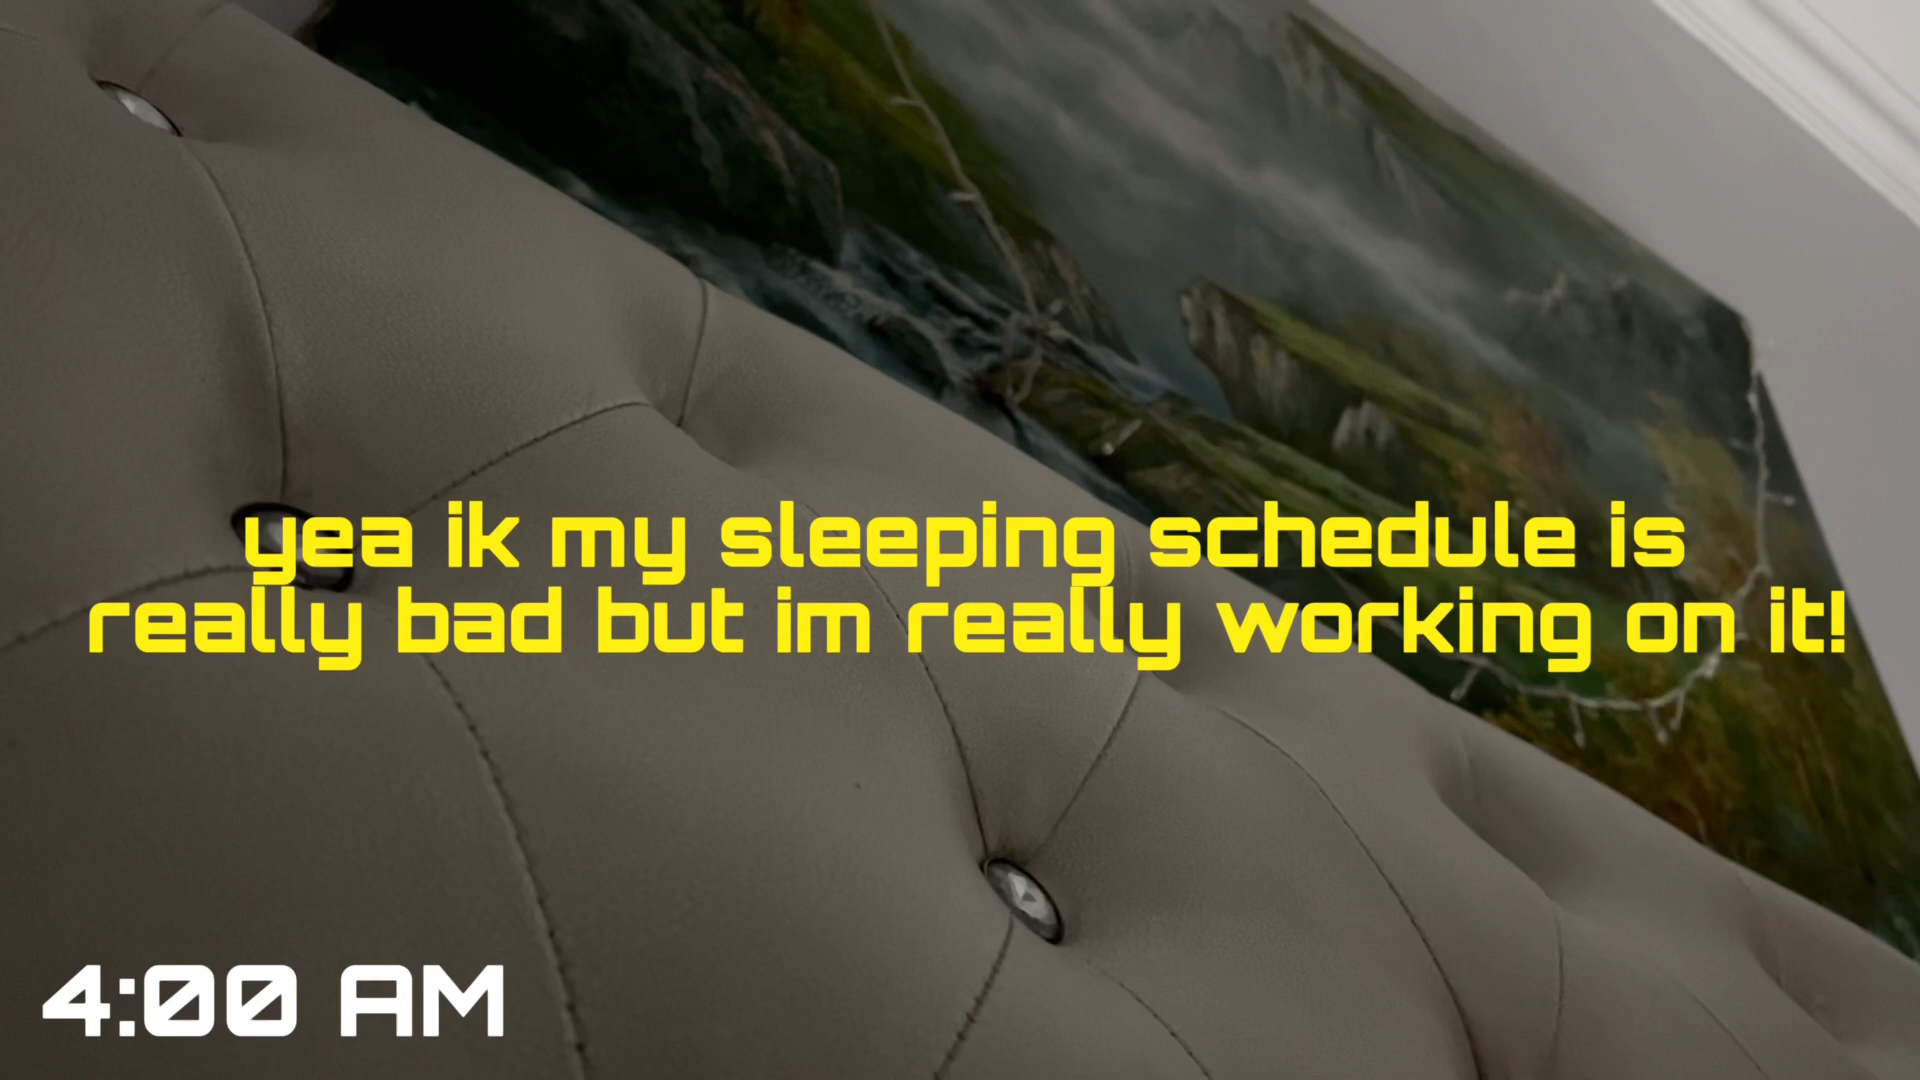 yea ik my sleeping schedule is
really bad but im really working on it!
4:00 AM